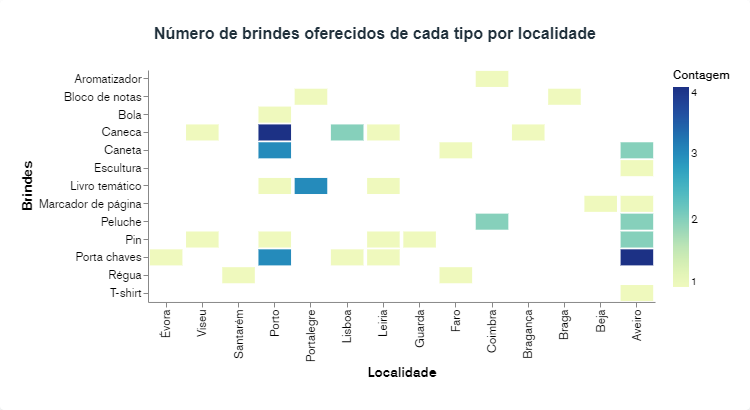 Número de brindes oferecidos de cada tipo por localidade
Contagem
4
3
2
1
Brindes
Aromatizador
Bloco de notas
Bola
Caneca
Caneta
Escultura
Livro temático
Marcador de página
Peluche
Pin
Porta chaves
Régua
T-shirt
Évora
Viseu
Santarém
Porto
Portalegre
Lisboa
Leiria
Guarda
Faro
Coimbra
Bragança
Braga
Beja
Aveiro
Localidade